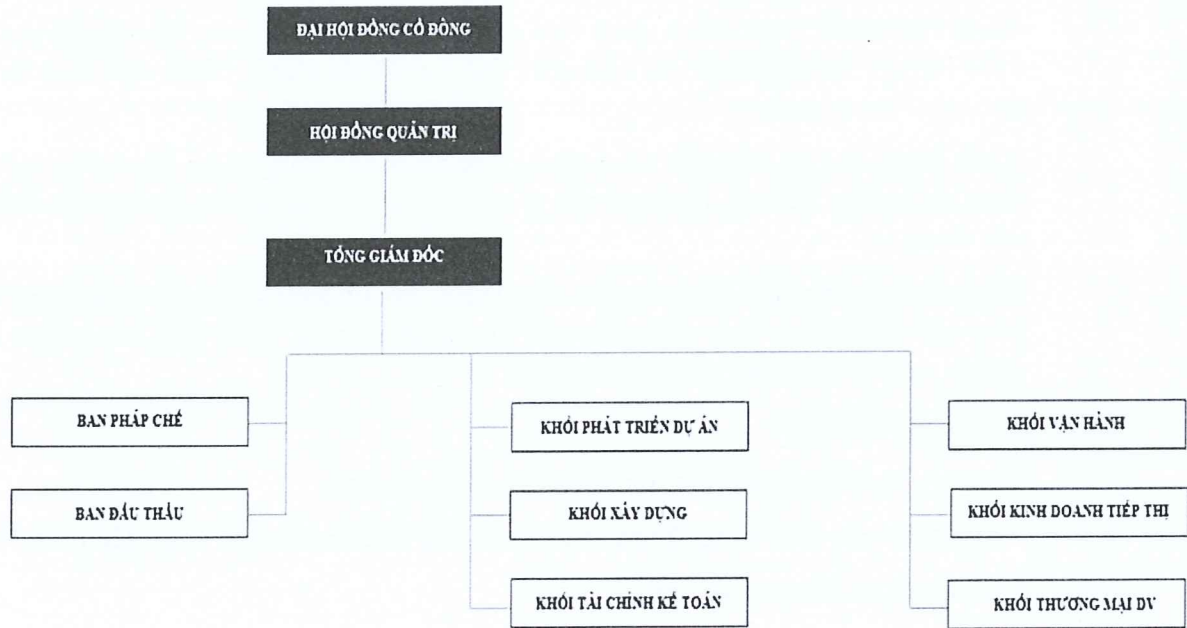 ĐẠI HỘI ĐỒNG CỔ ĐÔNG
HỘI ĐỒNG QUẢN TRỊ
TỔNG GIÁM ĐỐC
BAN PHÁP CHẾ
KHỐI PHÁT TRIỂN DỰ ÁN
KHỐI VẬN HÀNH
BAN ĐẤU THẦU
KHỐI XÂY DỰNG
KHỐI KINH DOANH TIẾP THỊ
KHỐI TÀI CHÍNH KẾ TOÁN
KHỐI THƯƠNG MẠI DV